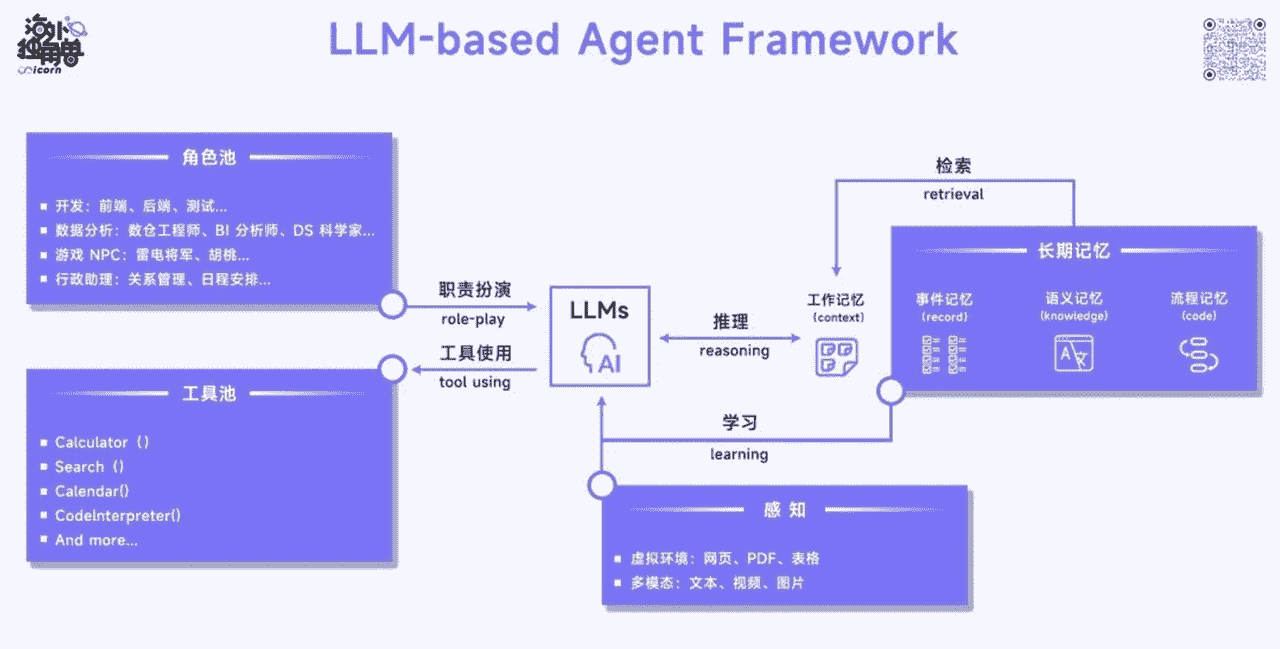 海外
独角兽
icorn
LLM-based Agent Framework
角色池
▪ 开发：前端、后端、测试...
▪ 数据分析：数仓工程师、BI 分析师、DS 科学家...
▪ 游戏 NPC：雷电将军、胡桃...
▪ 行政助理：关系管理、日程安排...
职责扮演
role-play
工具使用
tool using
LLMs
AI
推理
reasoning
检索
retrieval
工作记忆
(context)
长期记忆
事件记忆
(record)
语义记忆
(knowledge)
流程记忆
(code)
A
学习
learning
工具池
▪ Calculator（）
▪ Search（）
▪ Calendar()
▪ CodeInterpreter()
▪ And more...
感 知
▪ 虚拟环境：网页、PDF、表格
▪ 多模态：文本、视频、图片